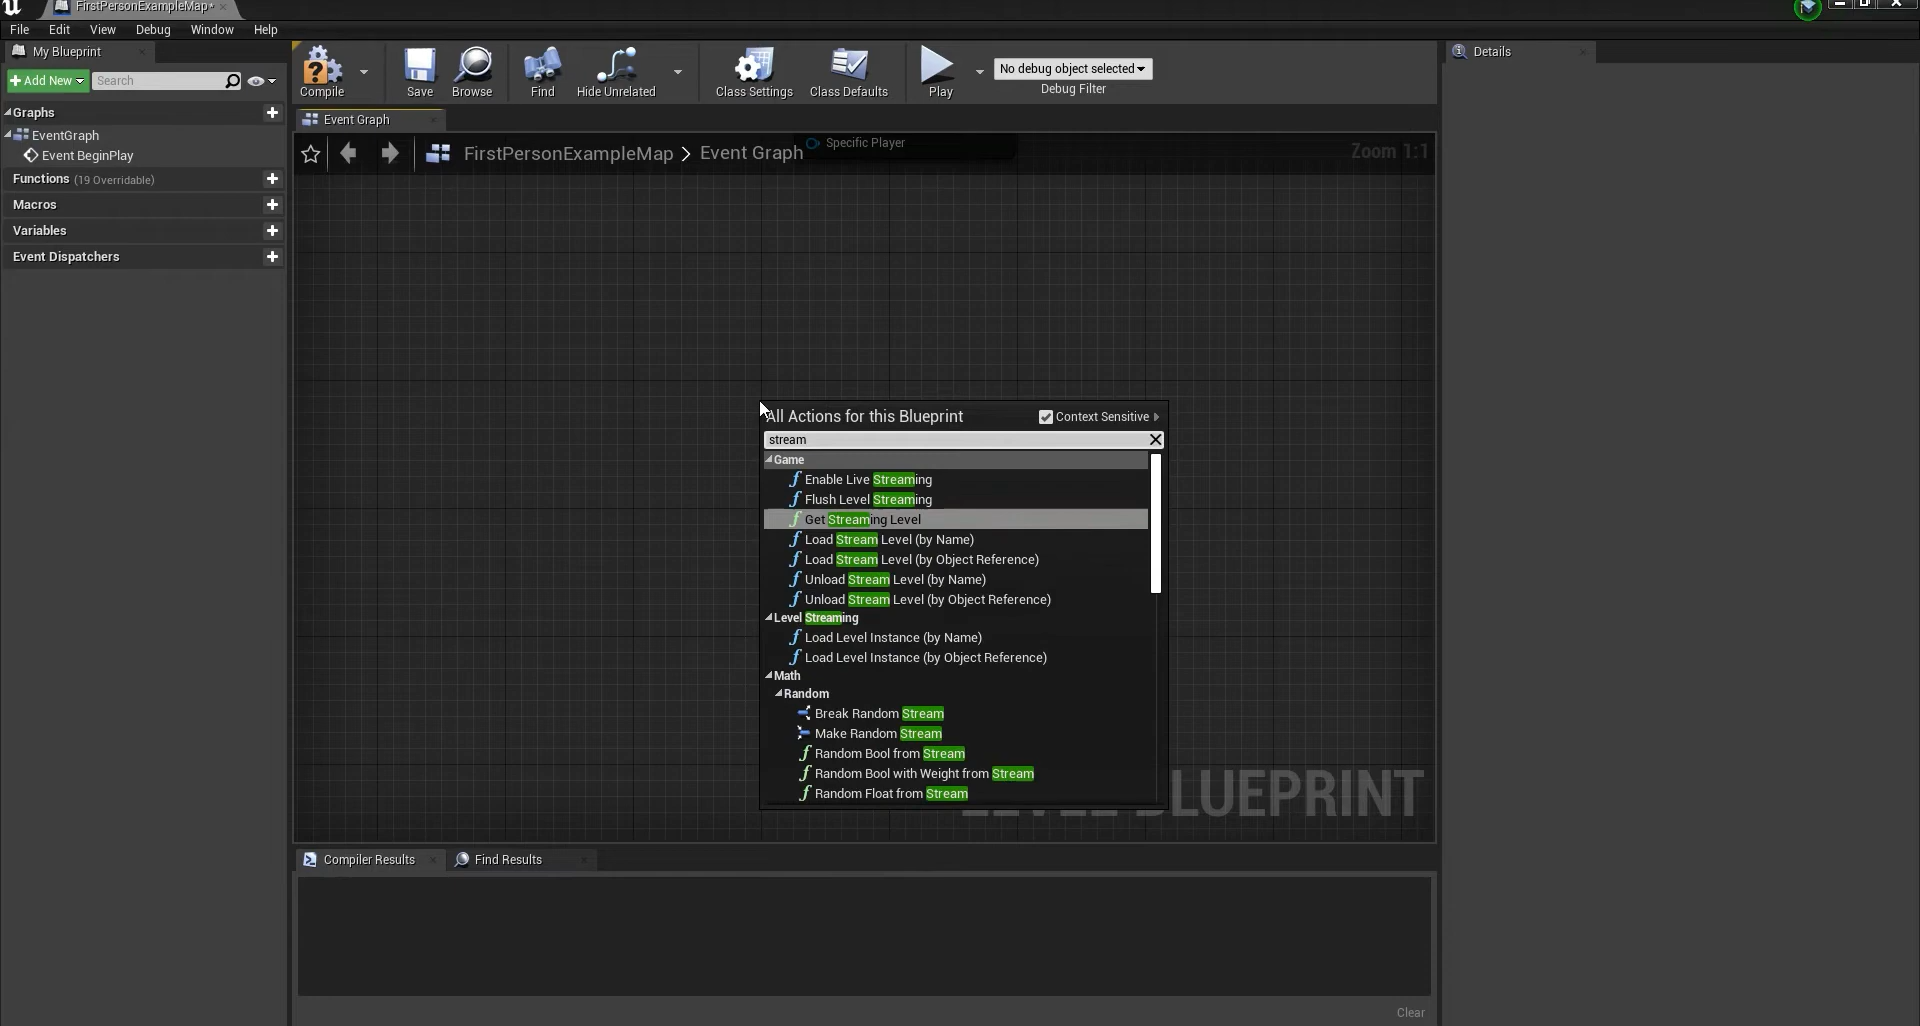 FirstPersonExampleMap*
File Edit View Debug Window Help
My Blueprint
Add New Search
Graphs
EventGraph
Event BeginPlay
Functions (19 Overridable)
Macros
Variables
Event Dispatchers
Compile Save Browse Find Hide Unrelated Class Settings Class Defaults Play
No debug object selected
Debug Filter
Event Graph
FirstPersonExampleMap > Event Graph
Specific Player
Zoom 1:1
All Actions for this Blueprint Context Sensitive
stream
Game
Enable Live Streaming
Flush Level Streaming
Get Streaming Level
Load Stream Level (by Name)
Load Stream Level (by Object Reference)
Unload Stream Level (by Name)
Unload Stream Level (by Object Reference)
Level Streaming
Load Level Instance (by Name)
Load Level Instance (by Object Reference)
Math
Random
Break Random Stream
Make Random Stream
Random Bool from Stream
Random Bool with Weight from Stream
Random Float from Stream
LEVEL BLUEPRINT
Compiler Results Find Results
Clear
Details